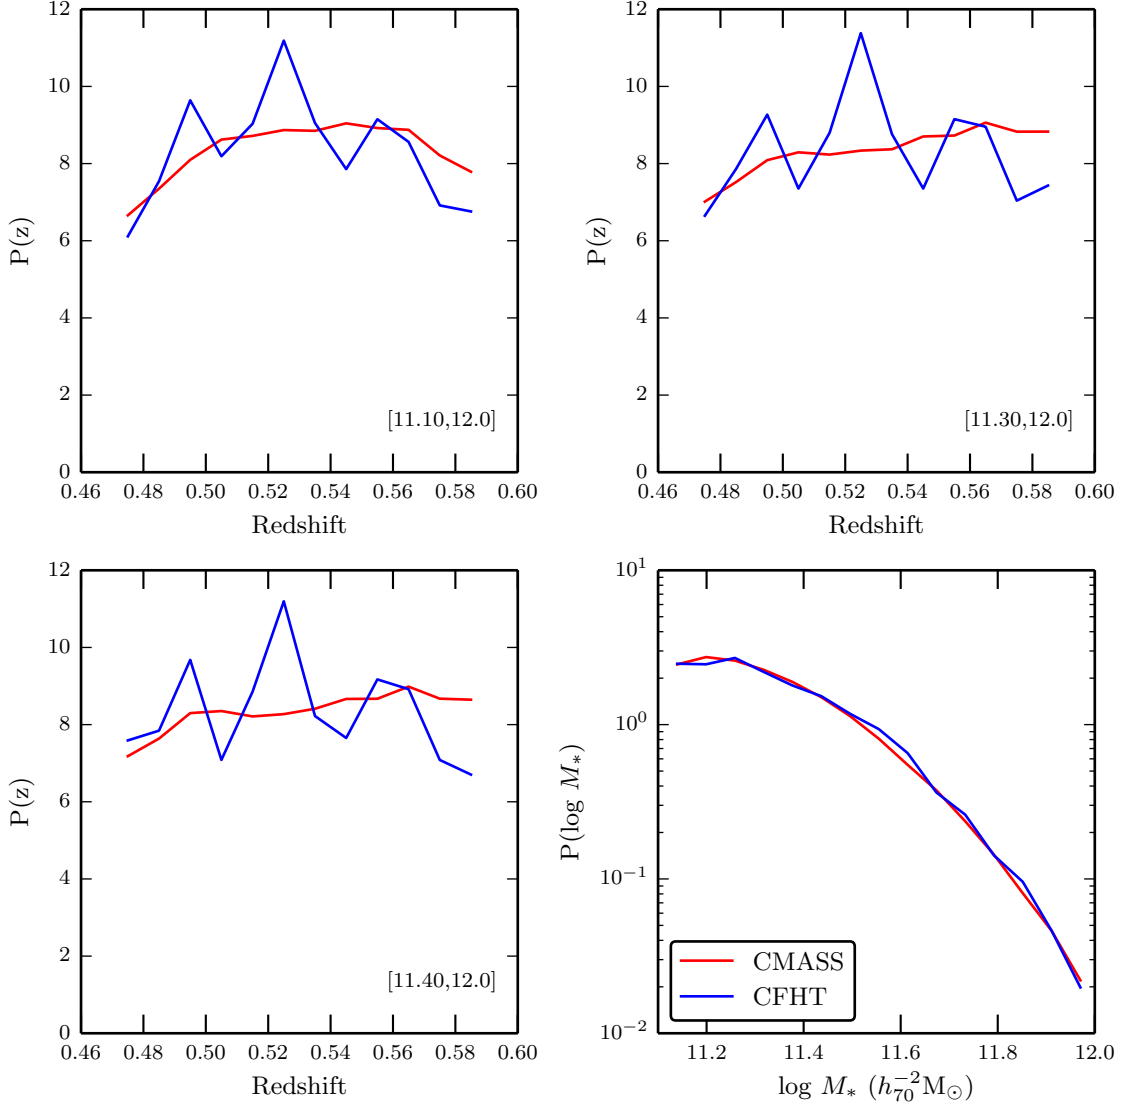 12
10
8
6
4
2
0
P(z)
[11.10,12.0]
0.46 0.48 0.50 0.52 0.54 0.56 0.58 0.60
Redshift
12
10
8
6
4
2
0
P(z)
[11.30,12.0]
0.46 0.48 0.50 0.52 0.54 0.56 0.58 0.60
Redshift
12
10
8
6
4
2
0
P(z)
[11.40,12.0]
0.46 0.48 0.50 0.52 0.54 0.56 0.58 0.60
Redshift
10^1
10^0
10^{-1}
10^{-2}
P(log M_*)
CMASS
CFHT
11.2 11.4 11.6 11.8 12.0
log M_* (h_{70}^{-2}M_⊙)